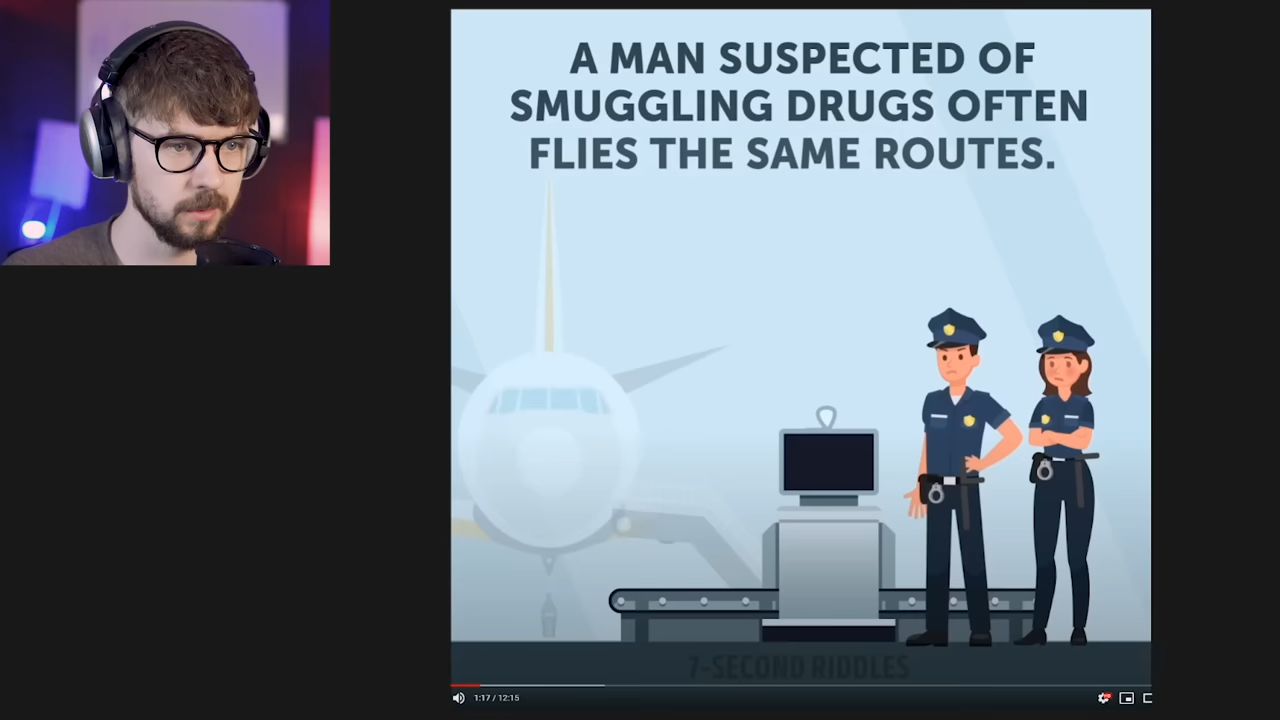 A MAN SUSPECTED OF
SMUGGLING DRUGS OFTEN
FLIES THE SAME ROUTES.
7-SECOND RIDDLES
1:17 / 12:15